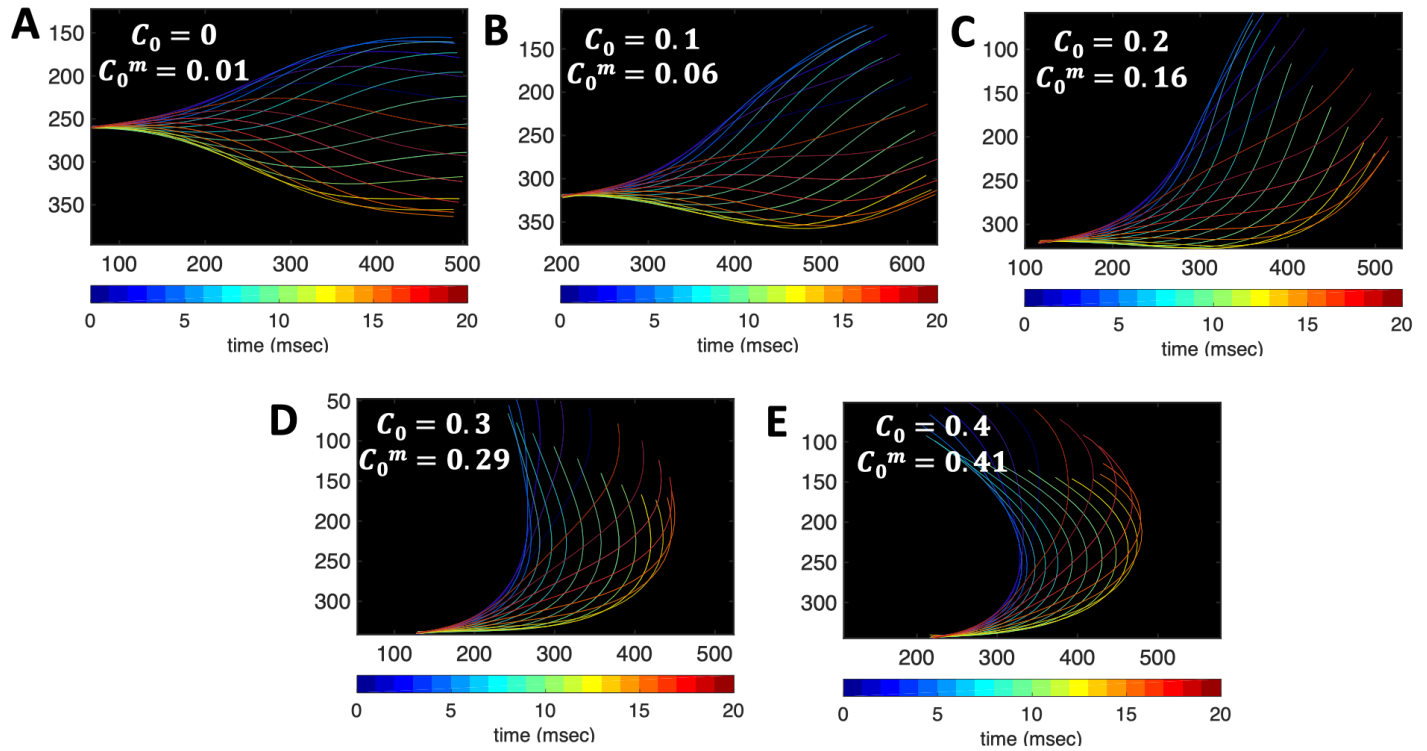 A
C₀ = 0
C₀ᵐ = 0.01
150
200
250
300
350
100 200 300 400 500
0 5 10 15 20
time (msec)
B
C₀ = 0.1
C₀ᵐ = 0.06
150
200
250
300
350
200 300 400 500 600
0 5 10 15 20
time (msec)
C
C₀ = 0.2
C₀ᵐ = 0.16
100
150
200
250
300
100 200 300 400 500
0 5 10 15 20
time (msec)
D
C₀ = 0.3
C₀ᵐ = 0.29
50
100
150
200
250
300
100 200 300 400 500
0 5 10 15 20
time (msec)
E
C₀ = 0.4
C₀ᵐ = 0.41
100
150
200
250
300
200 300 400 500
0 5 10 15 20
time (msec)